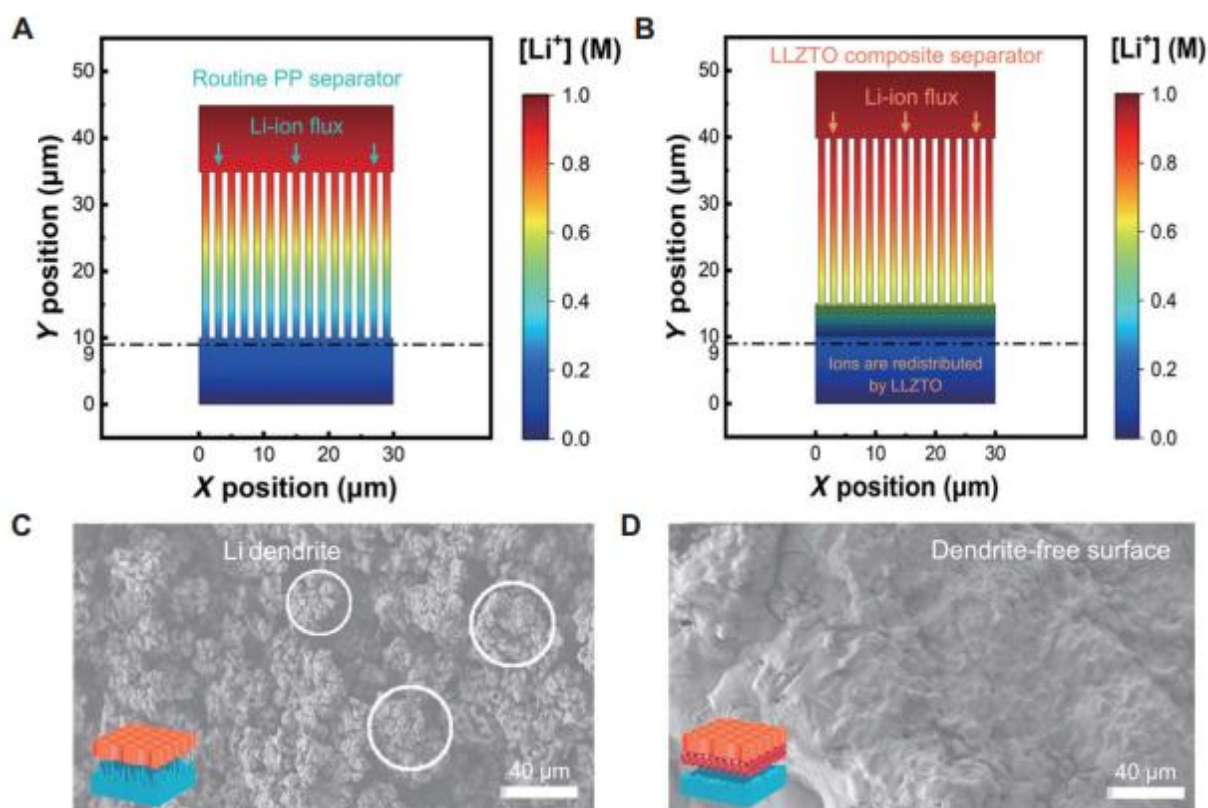 A
Routine PP separator
Li-ion flux
[Li⁺] (M)
1.0
0.8
0.6
0.4
0.2
0.0
Y position (µm)
50
40
30
20
10
9
0
0
10
20
30
X position (µm)
B
LLZTO composite separator
Li-ion flux
Ions are redistributed
by LLZTO
[Li⁺] (M)
1.0
0.8
0.6
0.4
0.2
0.0
Y position (µm)
50
40
30
20
10
9
0
0
10
20
30
X position (µm)
C
Li dendrite
40 µm
D
Dendrite-free surface
40 µm